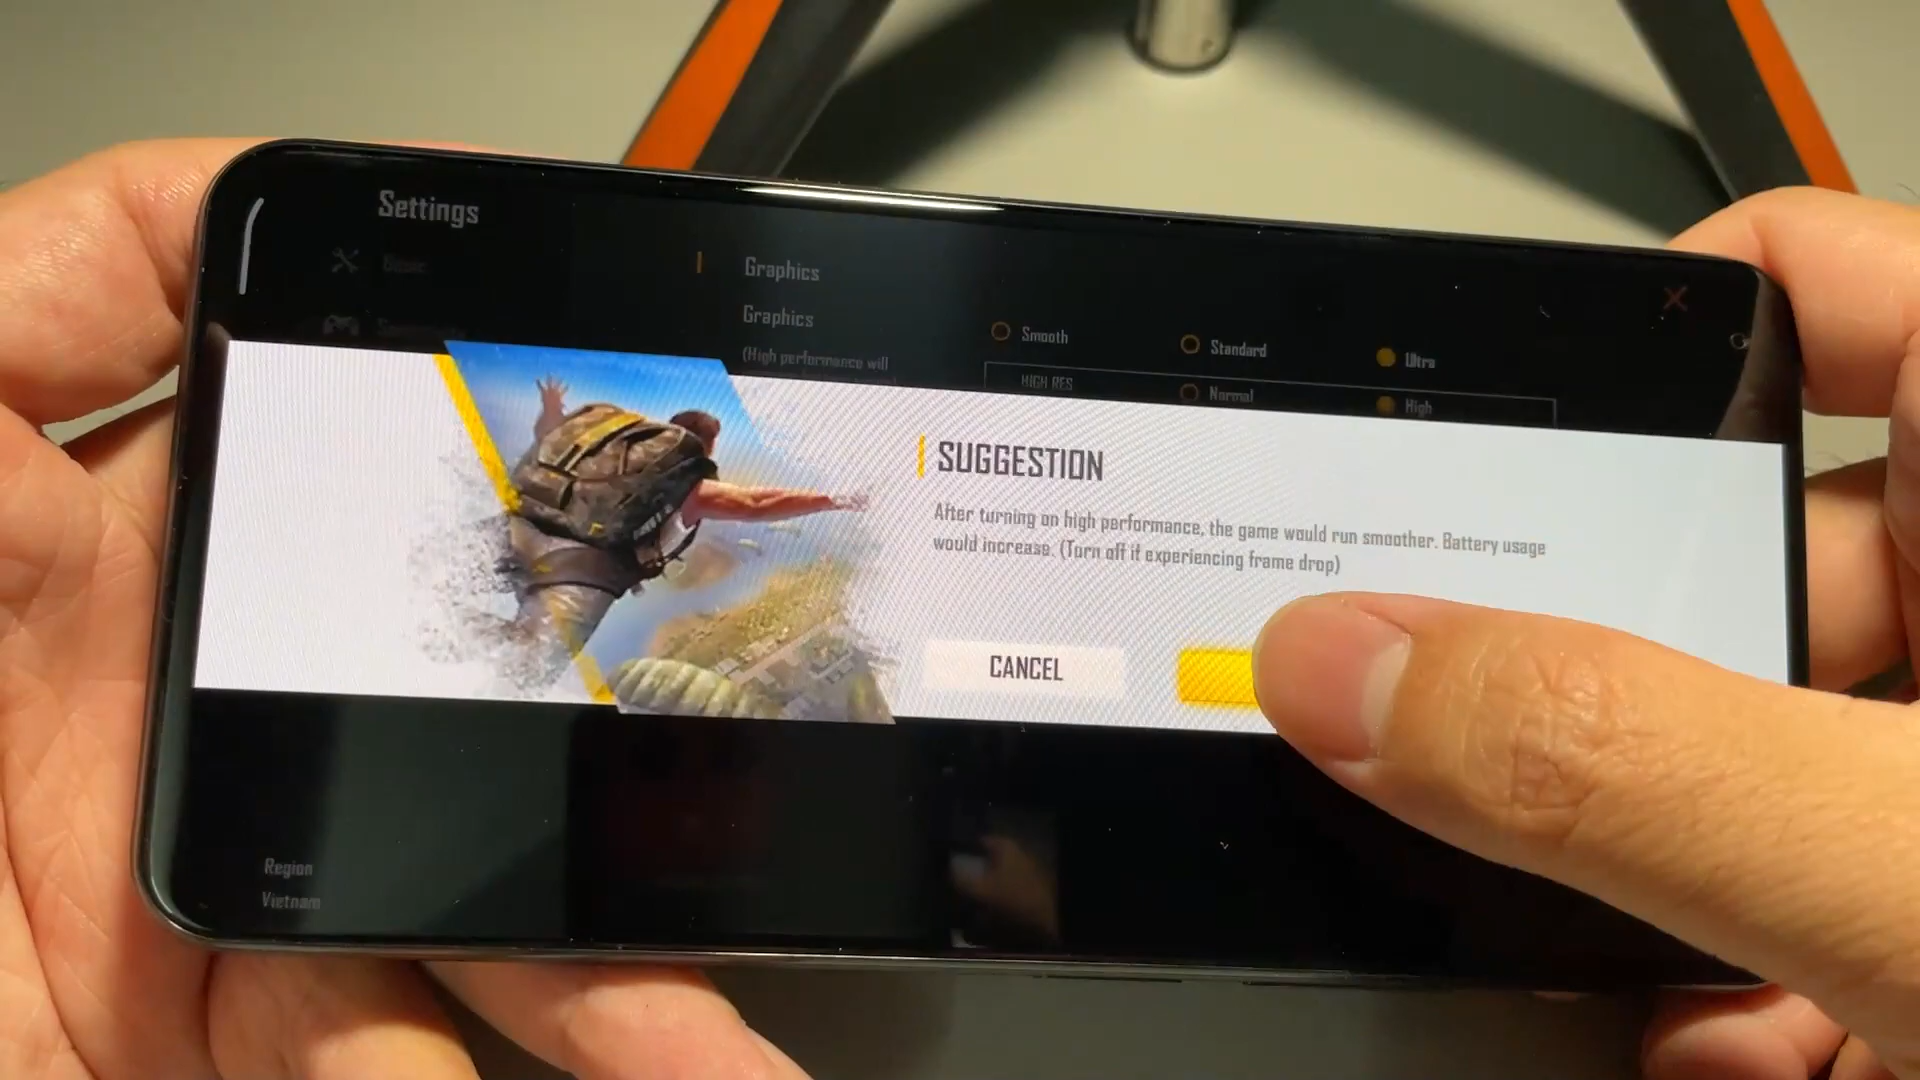 Settings
Basic
Graphics
Graphics
(High performance will
Smooth
Standard
Ultra
HIGH RES
Normal
High
SUGGESTION
After turning on high performance, the game would run smoother. Battery usage
would increase. (Turn off if experiencing frame drop)
CANCEL
Region
Vietnam